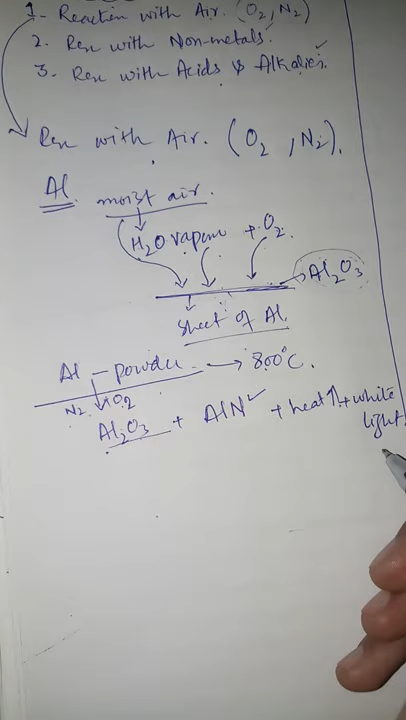 1. Reaction with Air. (O2, N2)
2. Rxn with Non-metals.
3. Rxn with Acids & Alkalies.
Rxn with Air. (O2, N2).
Al moist air.
H2O vapour + O2.
Al2O3
Sheet of Al.
Al - powder → 800°C.
N2 O2
Al2O3 + AlN + heat↑ + white
light